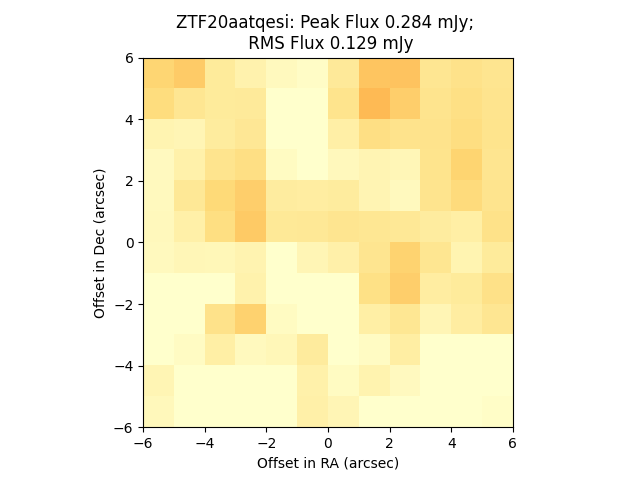 ZTF20aatqesi: Peak Flux 0.284 mJy;
RMS Flux 0.129 mJy
6
4
2
0
−2
−4
−6
Offset in Dec (arcsec)
−6 −4 −2 0 2 4 6
Offset in RA (arcsec)